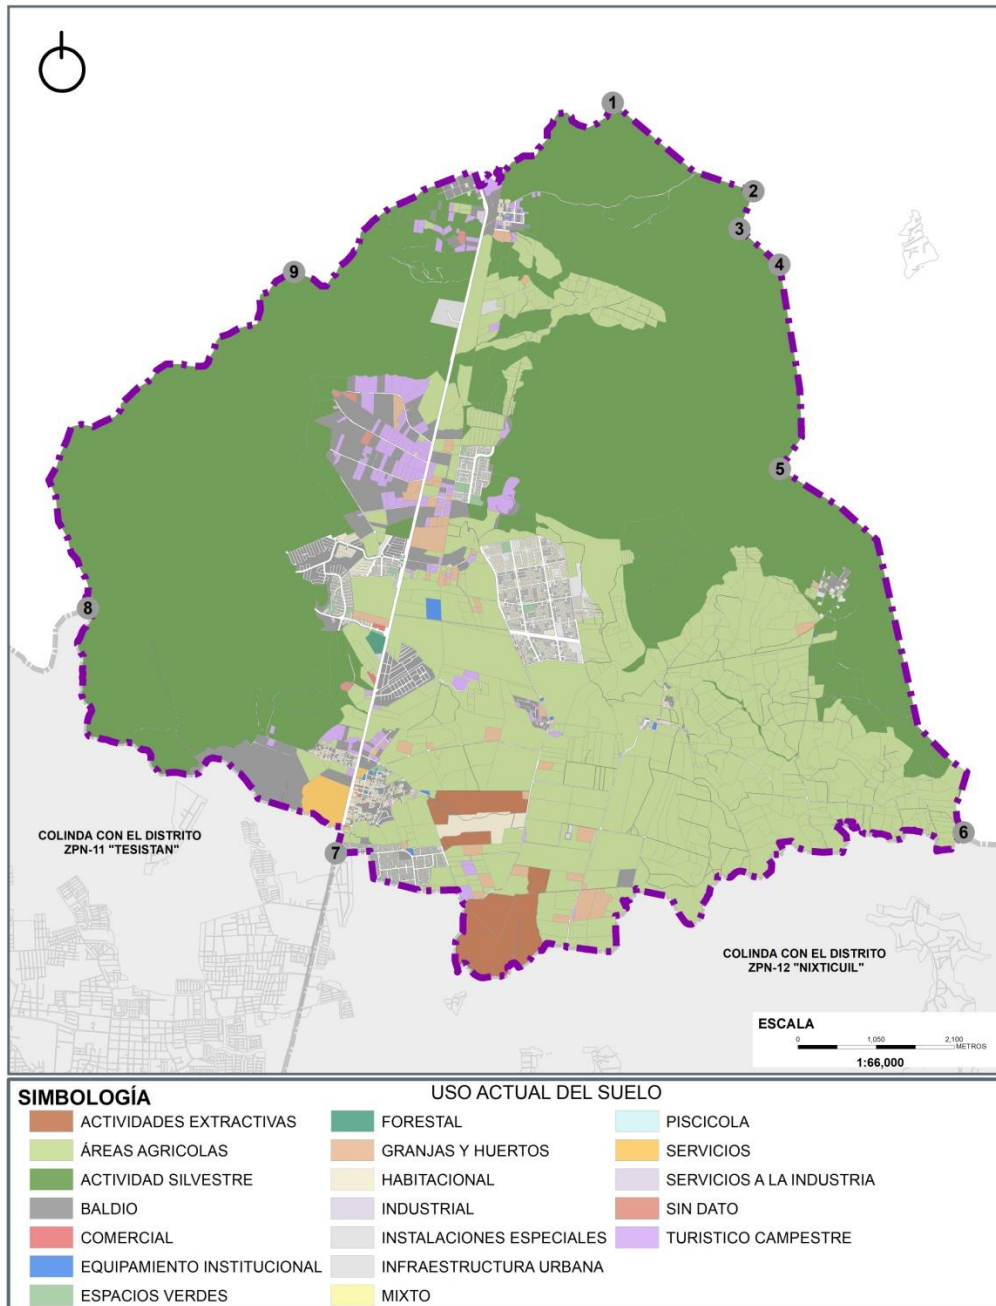 1
2
3
4
9
5
8
6
7
COLINDA CON EL DISTRITO
ZPN-11 "TESISTAN"
COLINDA CON EL DISTRITO
ZPN-12 "NIXTICUIL"
ESCALA
0 1,050 2,100
METROS
1:66,000
SIMBOLOGÍA
USO ACTUAL DEL SUELO
ACTIVIDADES EXTRACTIVAS
ÁREAS AGRICOLAS
ACTIVIDAD SILVESTRE
BALDIO
COMERCIAL
EQUIPAMIENTO INSTITUCIONAL
ESPACIOS VERDES
FORESTAL
GRANJAS Y HUERTOS
HABITACIONAL
INDUSTRIAL
INSTALACIONES ESPECIALES
INFRAESTRUCTURA URBANA
MIXTO
PISCICOLA
SERVICIOS
SERVICIOS A LA INDUSTRIA
SIN DATO
TURISTICO CAMPESTRE